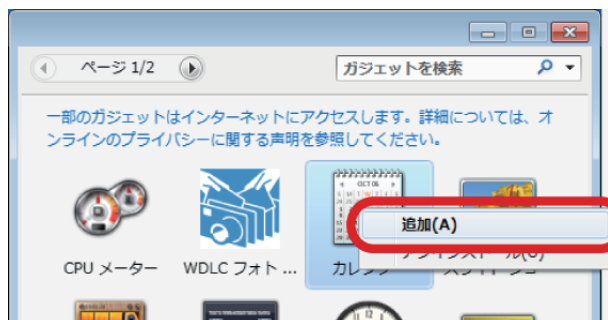 ページ 1/2
ガジェットを検索
一部のガジェットはインターネットにアクセスします。詳細については、オ
ンラインのプライバシーに関する声明を参照してください。
OCT 06
追加(A)
CPU メーター
WDLC フォト ...